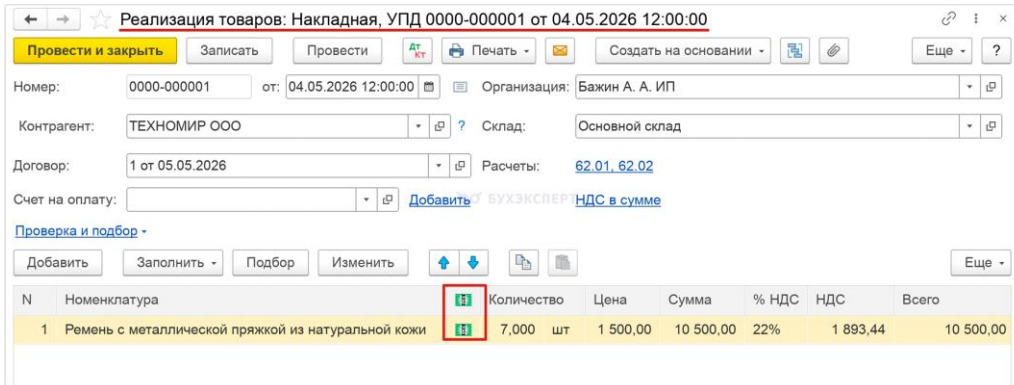 Реализация товаров: Накладная, УПД 0000-000001 от 04.05.2026 12:00:00
Провести и закрыть Записать Провести Дт Кт Печать Создать на основании Еще ?
Номер: 0000-000001 от: 04.05.2026 12:00:00 Организация: Бажин А. А. ИП
Контрагент: ТЕХНОМИР ООО ? Склад: Основной склад
Договор: 1 от 05.05.2026 Расчеты: 62.01, 62.02
Счет на оплату: Добавить БУХЭКСПЕРТ НДС в сумме
Проверка и подбор
Добавить Заполнить Подбор Изменить Еще
N Номенклатура Количество Цена Сумма % НДС НДС Всего
1 Ремень с металлической пряжкой из натуральной кожи 7,000 шт 1 500,00 10 500,00 22% 1 893,44 10 500,00